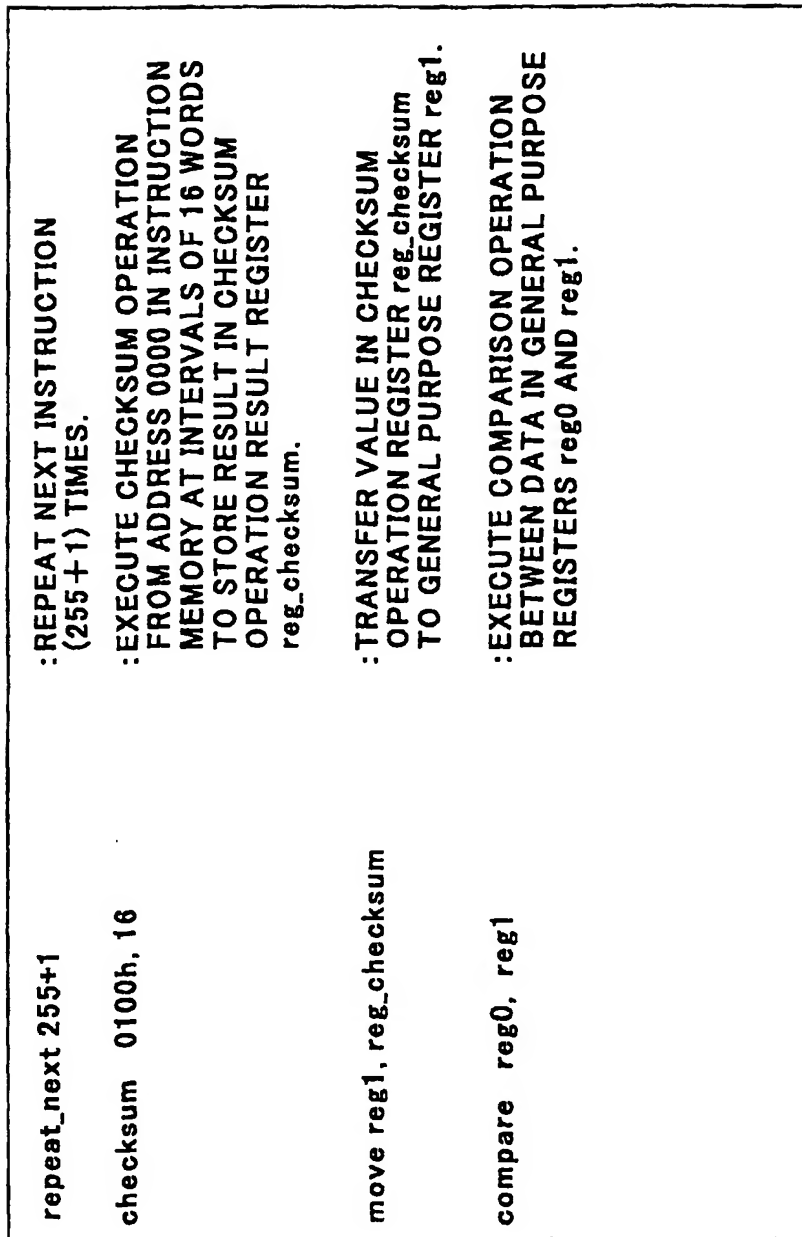 repeat_next 255+1
::REPEAT NEXT INSTRUCTION
(255+1) TIMES.
checksum 0100h, 16
::EXECUTE CHECKSUM OPERATION
FROM ADDRESS 0000 IN INSTRUCTION
MEMORY AT INTERVALS OF 16 WORDS
TO STORE RESULT IN CHECKSUM
OPERATION RESULT REGISTER
reg_checksum.
move reg1, reg_checksum
::TRANSFER VALUE IN CHECKSUM
OPERATION REGISTER reg_checksum
TO GENERAL PURPOSE REGISTER reg1.
compare reg0, reg1
::EXECUTE COMPARISON OPERATION
BETWEEN DATA IN GENERAL PURPOSE
REGISTERS reg0 AND reg1.